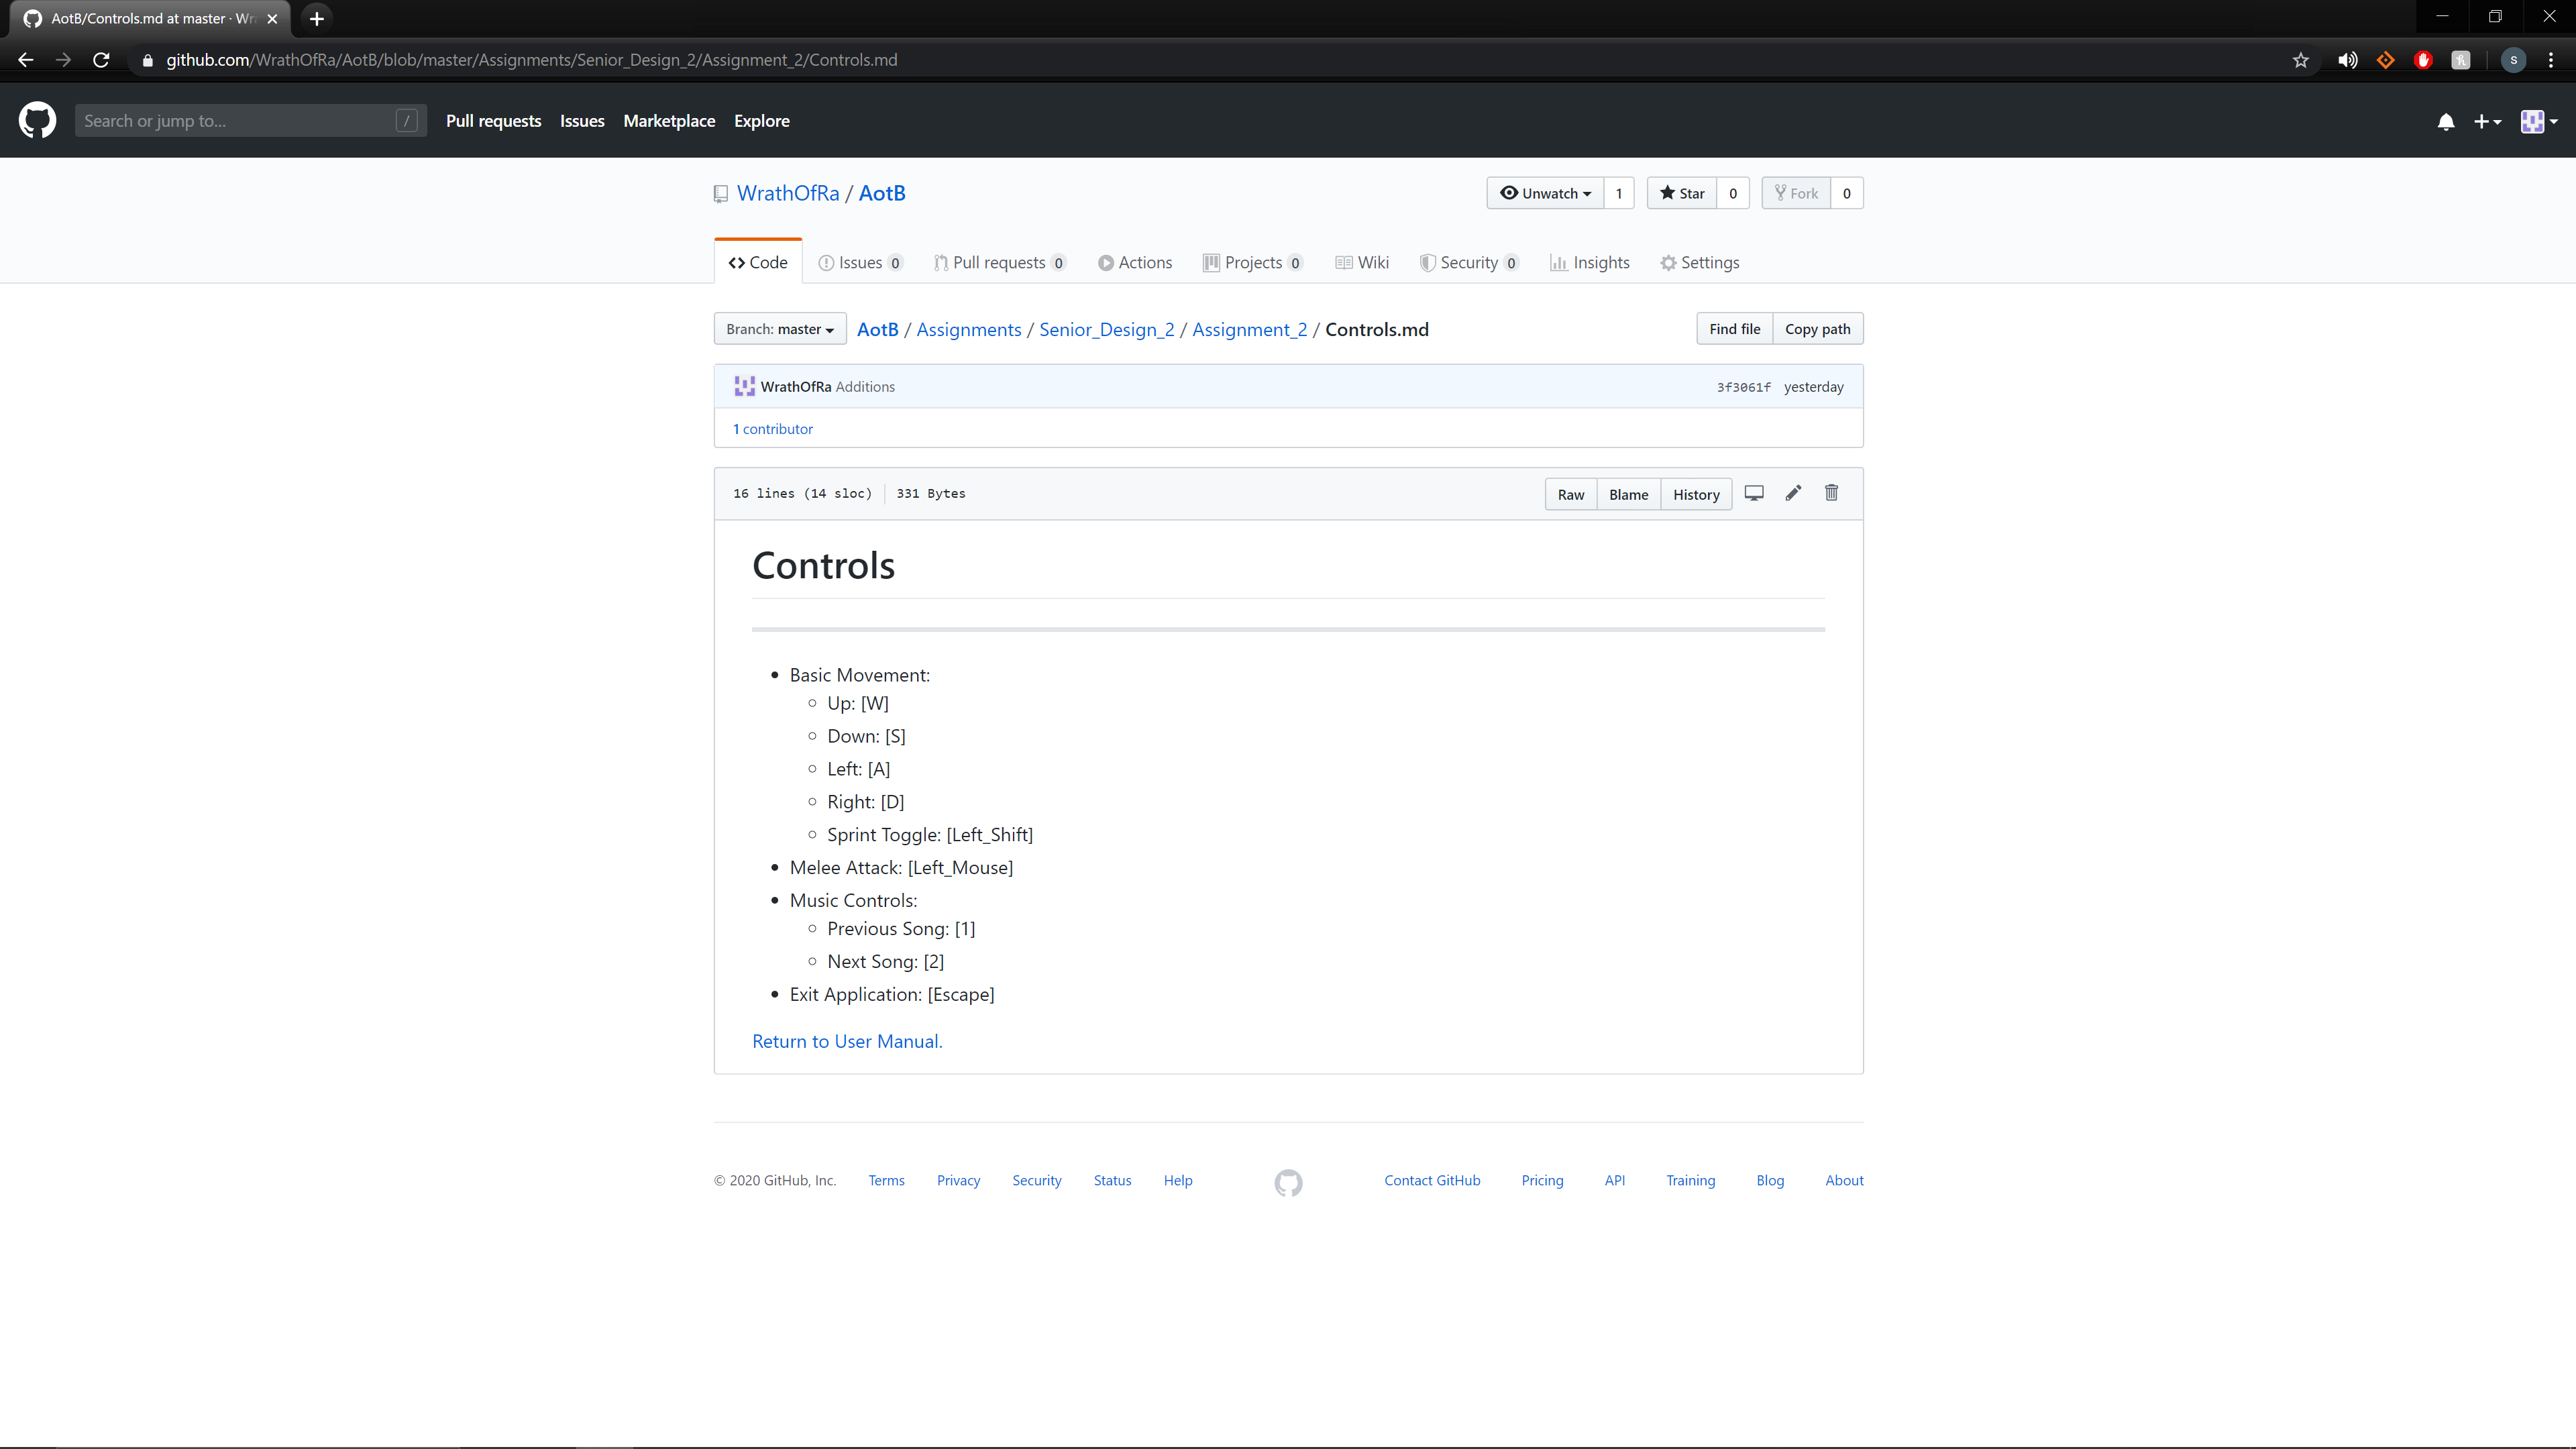 AotB/Controls.md at master · Wr
github.com/WrathOfRa/AotB/blob/master/Assignments/Senior_Design_2/Assignment_2/Controls.md
S
Search or jump to... /
Pull requests Issues Marketplace Explore
WrathOfRa / AotB
Unwatch 1 Star 0 Fork 0
Code Issues 0 Pull requests 0 Actions Projects 0 Wiki Security 0 Insights Settings
Branch: master AotB / Assignments / Senior_Design_2 / Assignment_2 / Controls.md Find file Copy path
WrathOfRa Additions 3f3061f yesterday
1 contributor
16 lines (14 sloc) 331 Bytes Raw Blame History
Controls
Basic Movement:
Up: [W]
Down: [S]
Left: [A]
Right: [D]
Sprint Toggle: [Left_Shift]
Melee Attack: [Left_Mouse]
Music Controls:
Previous Song: [1]
Next Song: [2]
Exit Application: [Escape]
Return to User Manual.
© 2020 GitHub, Inc. Terms Privacy Security Status Help Contact GitHub Pricing API Training Blog About